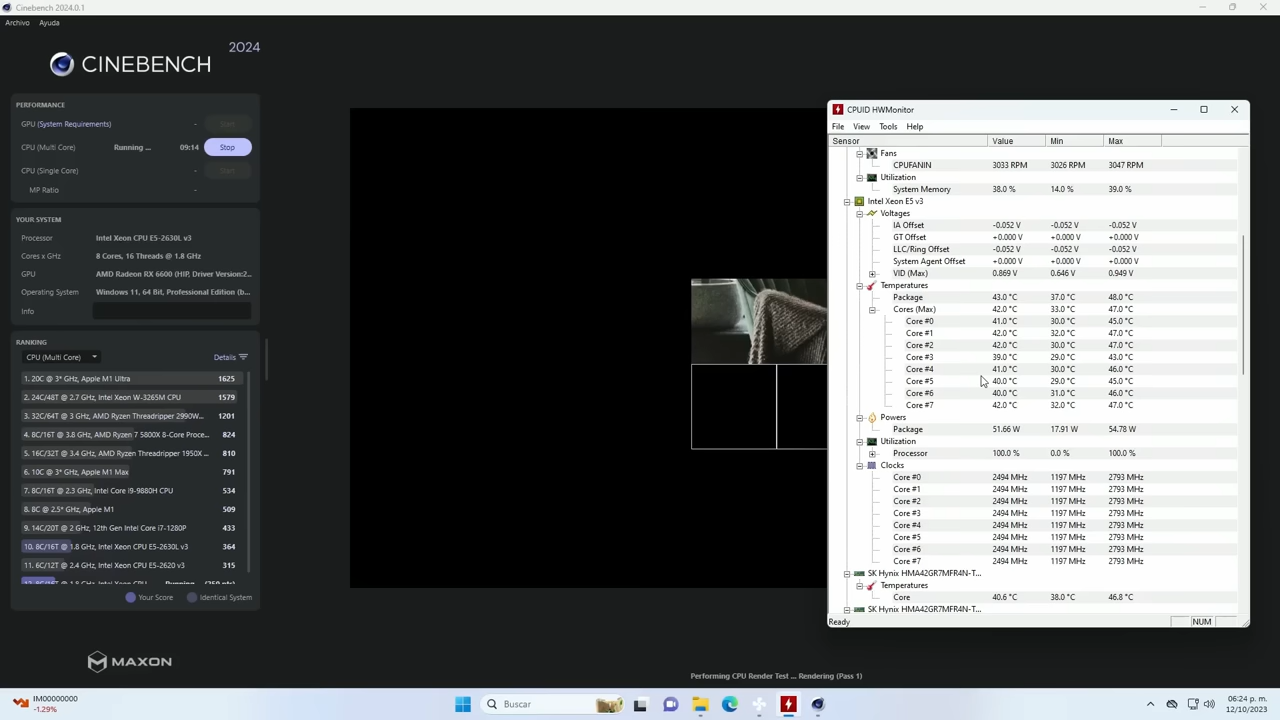 Cinebench 2024.0.1
Archivo Ayuda
CINEBENCH 2024
PERFORMANCE
GPU (System Requirements) - Start
CPU (Multi Core) Running ... 09:14 Stop
CPU (Single Core) - Start
MP Ratio -
YOUR SYSTEM
Processor Intel Xeon CPU E5-2630L v3
Cores x GHz 8 Cores, 16 Threads @ 1.8 GHz
GPU AMD Radeon RX 6600 (HIP, Driver Version:2...
Operating System Windows 11, 64 Bit, Professional Edition (b...
Info
RANKING
CPU (Multi Core) Details
1. 20C @ 3* GHz, Apple M1 Ultra 1625
2. 24C/48T @ 2.7 GHz, Intel Xeon W-3265M CPU 1579
3. 32C/64T @ 3 GHz, AMD Ryzen Threadripper 2990W... 1201
4. 8C/16T @ 3.8 GHz, AMD Ryzen 7 5800X 8-Core Proce... 824
5. 16C/32T @ 3.4 GHz, AMD Ryzen Threadripper 1950X ... 810
6. 10C @ 3* GHz, Apple M1 Max 791
7. 8C/16T @ 2.3 GHz, Intel Core i9-9880H CPU 534
8. 8C @ 2.5* GHz, Apple M1 509
9. 14C/20T @ 2 GHz, 12th Gen Intel Core i7-1280P 433
10. 8C/16T @ 1.8 GHz, Intel Xeon CPU E5-2630L v3 364
11. 6C/12T @ 2.4 GHz, Intel Xeon CPU E5-2620 v3 315
Your Score Identical System
MAXON
Performing CPU Render Test ... Rendering (Pass 1)
CPUID HWMonitor
File View Tools Help
Sensor Value Min Max
Fans
CPUFANIN 3033 RPM 3026 RPM 3047 RPM
Utilization
System Memory 38.0 % 14.0 % 39.0 %
Intel Xeon E5 v3
Voltages
IA Offset -0.052 V -0.052 V -0.052 V
GT Offset +0.000 V +0.000 V +0.000 V
LLC/Ring Offset -0.052 V -0.052 V -0.052 V
System Agent Offset +0.000 V +0.000 V +0.000 V
VID (Max) 0.869 V 0.646 V 0.949 V
Temperatures
Package 43.0 °C 37.0 °C 48.0 °C
Cores (Max) 42.0 °C 33.0 °C 47.0 °C
Core #0 41.0 °C 30.0 °C 45.0 °C
Core #1 42.0 °C 32.0 °C 47.0 °C
Core #2 42.0 °C 30.0 °C 47.0 °C
Core #3 39.0 °C 29.0 °C 43.0 °C
Core #4 41.0 °C 30.0 °C 46.0 °C
Core #5 40.0 °C 29.0 °C 45.0 °C
Core #6 40.0 °C 31.0 °C 46.0 °C
Core #7 42.0 °C 32.0 °C 47.0 °C
Powers
Package 51.66 W 17.91 W 54.78 W
Utilization
Processor 100.0 % 0.0 % 100.0 %
Clocks
Core #0 2494 MHz 1197 MHz 2793 MHz
Core #1 2494 MHz 1197 MHz 2793 MHz
Core #2 2494 MHz 1197 MHz 2793 MHz
Core #3 2494 MHz 1197 MHz 2793 MHz
Core #4 2494 MHz 1197 MHz 2793 MHz
Core #5 2494 MHz 1197 MHz 2793 MHz
Core #6 2494 MHz 1197 MHz 2793 MHz
Core #7 2494 MHz 1197 MHz 2793 MHz
SK Hynix HMA42GR7MFR4N-T...
Temperatures
Core 40.6 °C 38.0 °C 46.8 °C
SK Hynix HMA42GR7MFR4N-T...
Ready NUM
IM00000000
-1.29%
Buscar
06:24 p. m.
12/10/2023